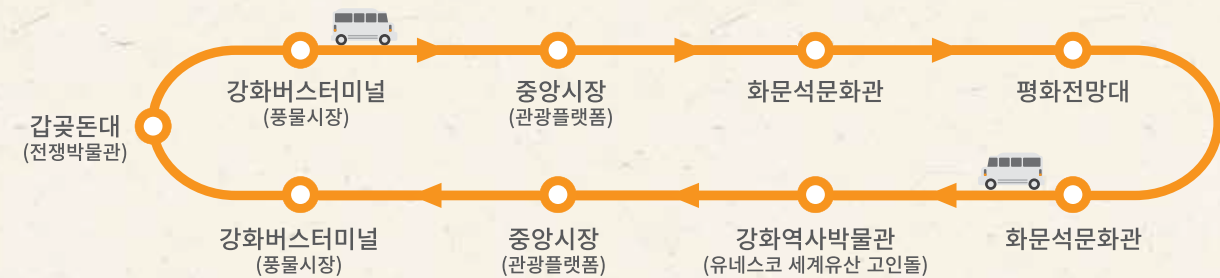 강화버스터미널
(풍물시장)
중앙시장
(관광플랫폼)
화문석문화관
평화전망대
갑곶돈대
(전쟁박물관)
강화버스터미널
(풍물시장)
중앙시장
(관광플랫폼)
강화역사박물관
(유네스코 세계유산 고인돌)
화문석문화관